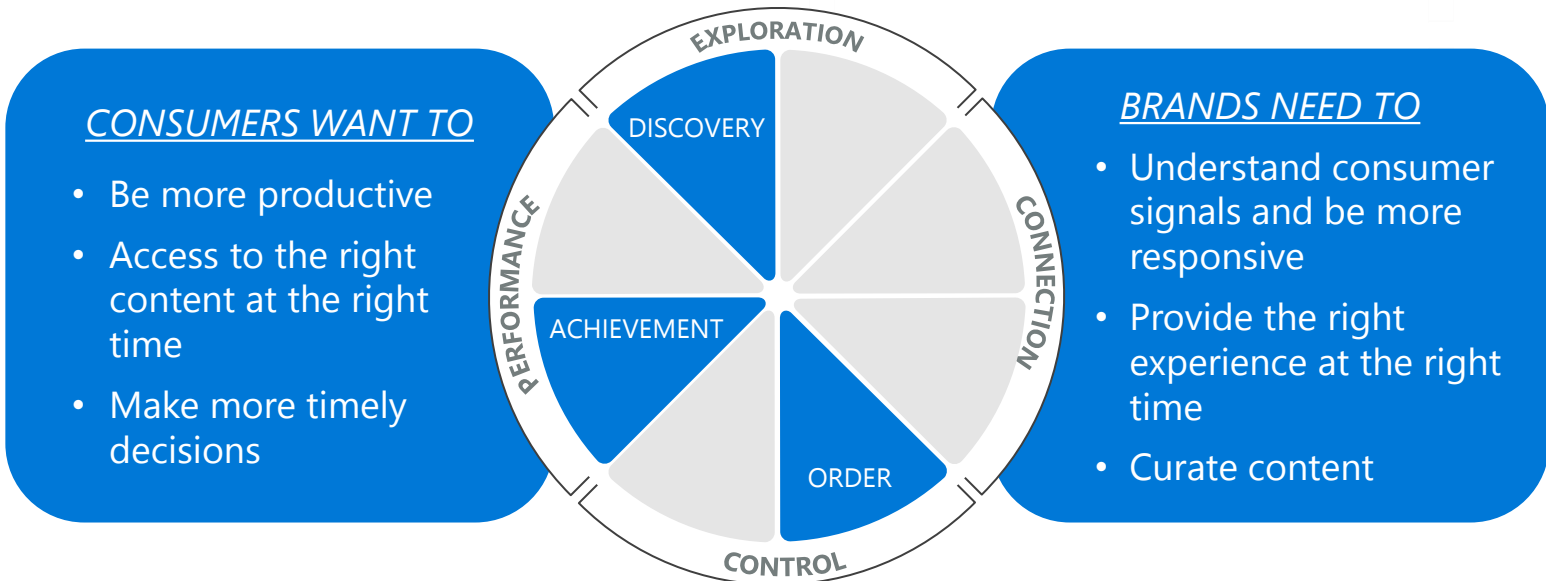 CONSUMERS WANT TO
• Be more productive
• Access to the right
content at the right
time
• Make more timely
decisions
EXPLORATION
DISCOVERY
PERFORMANCE
CONNECTION
ACHIEVEMENT
ORDER
CONTROL
BRANDS NEED TO
• Understand consumer
signals and be more
responsive
• Provide the right
experience at the right
time
• Curate content